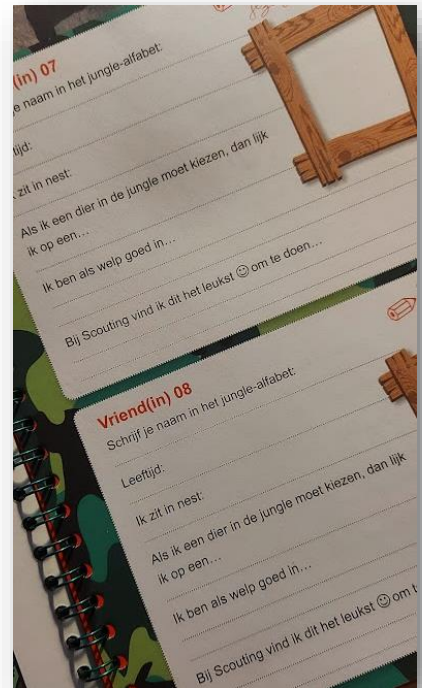 (in) 07
je naam in het jungle-alfabet:
tijd:
zit in nest:
Als ik een dier in de jungle moet kiezen, dan lijk
ik op een…
Ik ben als welp goed in…
Bij Scouting vind ik dit het leukst ☺ om te doen…
Vriend(in) 08
Schrijf je naam in het jungle-alfabet:
Leeftijd:
Ik zit in nest:
Als ik een dier in de jungle moet kiezen, dan lijk
ik op een…
Ik ben als welp goed in…
Bij Scouting vind ik dit het leukst ☺ om t